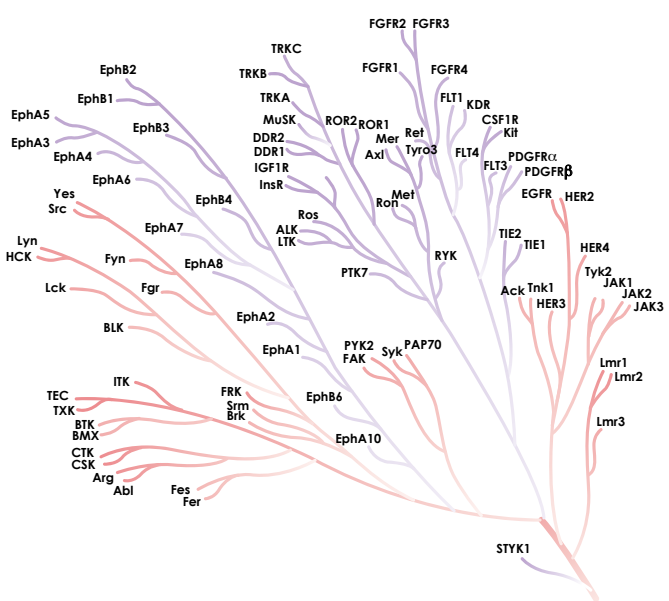 FGFR2 FGFR3
TRKC
EphB2
TRKB
FGFR1
FGFR4
EphB1
TRKA
FLT1
KDR
EphA5
MuSK
ROR2
ROR1
CSF1R
EphB3
Ret
Kit
EphA3
DDR2
Mer
Tyro3
DDR1
Axl
FLT4
PDGFRα
EphA4
IGF1R
FLT3
PDGFRβ
EphA6
InsR
Met
EGFR
HER2
Yes
EphB4
Ron
Src
Ros
EphA7
ALK
TIE2
Lyn
LTK
TIE1
HER4
HCK
Fyn
EphA8
PTK7
RYK
Tyk2
Lck
Fgr
Ack
Tnk1
JAK1
HER3
JAK2
JAK3
BLK
EphA2
EphA1
PYK2
Syk
PAP70
FAK
Lmr1
Lmr2
ITK
TEC
FRK
EphB6
TXK
Srm
Brk
Lmr3
BTK
BMX
EphA10
CTK
CSK
Arg
Abl
Fes
Fer
STYK1